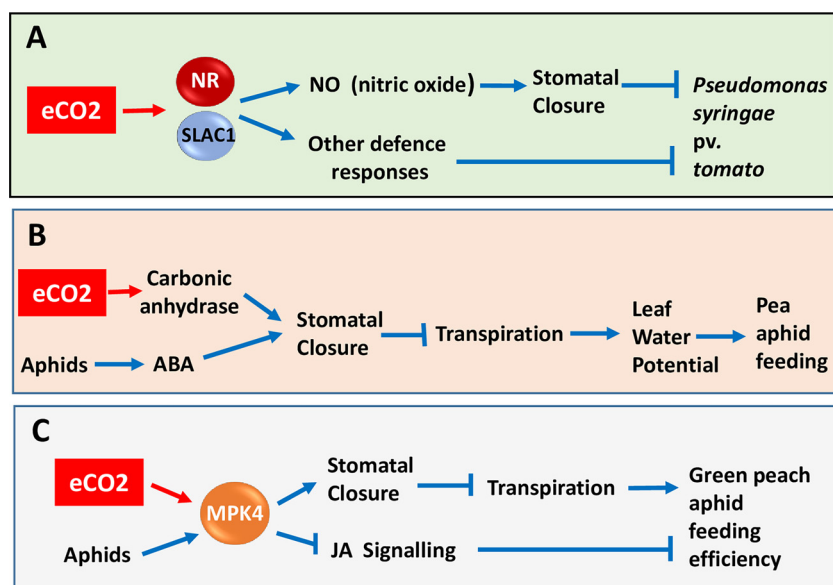 A
eCO2
NR
SLAC1
NO (nitric oxide)
Stomatal
Closure
Other defence
responses
Pseudomonas
syringae
pv.
tomato
B
eCO2
Carbonic
anhydrase
Aphids
ABA
Stomatal
Closure
Transpiration
Leaf
Water
Potential
Pea
aphid
feeding
C
eCO2
Aphids
MPK4
Stomatal
Closure
Transpiration
JA Signalling
Green peach
aphid
feeding
efficiency